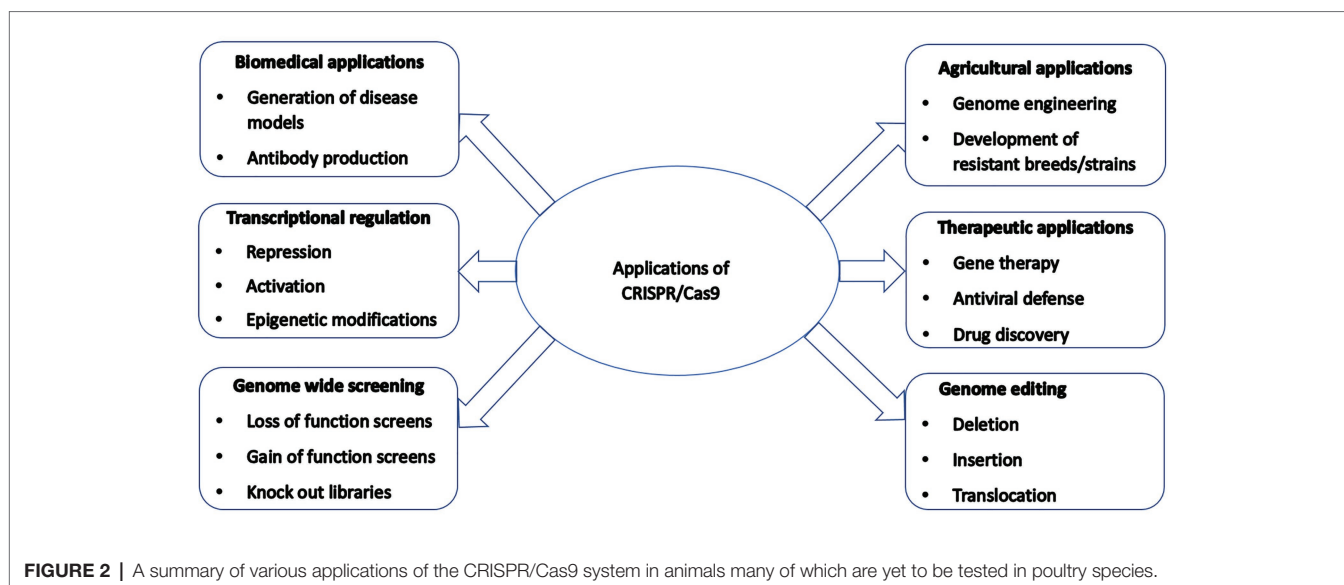 Biomedical applications
• Generation of disease
models
• Antibody production
Transcriptional regulation
• Repression
• Activation
• Epigenetic modifications
Genome wide screening
• Loss of function screens
• Gain of function screens
• Knock out libraries
Applications of
CRISPR/Cas9
Agricultural applications
• Genome engineering
• Development of
resistant breeds/strains
Therapeutic applications
• Gene therapy
• Antiviral defense
• Drug discovery
Genome editing
• Deletion
• Insertion
• Translocation
FIGURE 2 | A summary of various applications of the CRISPR/Cas9 system in animals many of which are yet to be tested in poultry species.